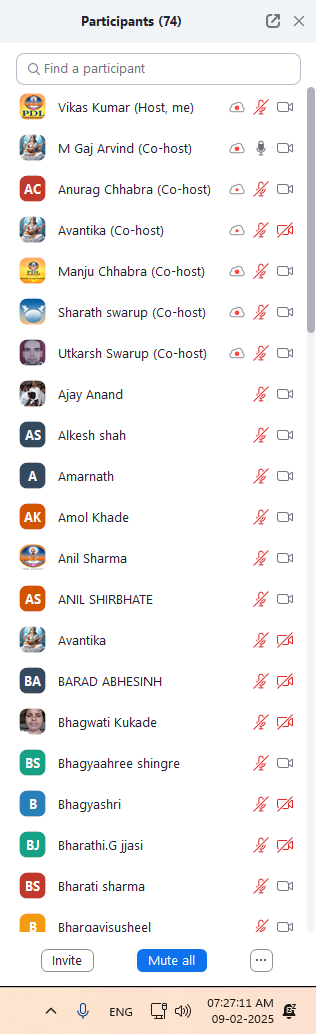 Participants (74)
Find a participant
PDL
Vikas Kumar (Host, me)
M Gaj Arvind (Co-host)
AC
Anurag Chhabra (Co-host)
Avantika (Co-host)
PDL
Manju Chhabra (Co-host)
Sharath swarup (Co-host)
Utkarsh Swarup (Co-host)
Ajay Anand
AS
Alkesh shah
A
Amarnath
AK
Amol Khade
Anil Sharma
AS
ANIL SHIRBHATE
Avantika
BA
BARAD ABHESINH
Bhagwati Kukade
BS
Bhagyaahree shingre
B
Bhagyashri
BJ
Bharathi.G jjasi
BS
Bharati sharma
B
Bhargavisusheel
Invite
Mute all
ENG
07:27:11 AM
09-02-2025